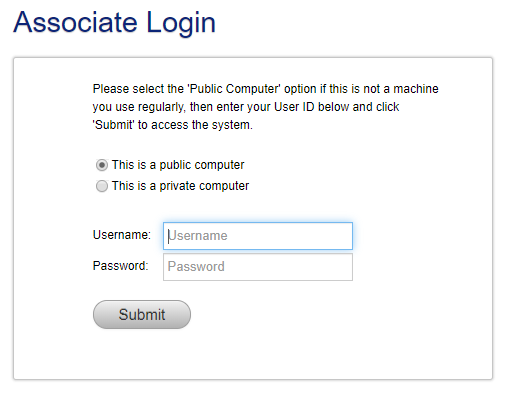 Associate Login
Please select the 'Public Computer' option if this is not a machine
you use regularly, then enter your User ID below and click
'Submit' to access the system.
This is a public computer
This is a private computer
Username: Username
Password: Password
Submit